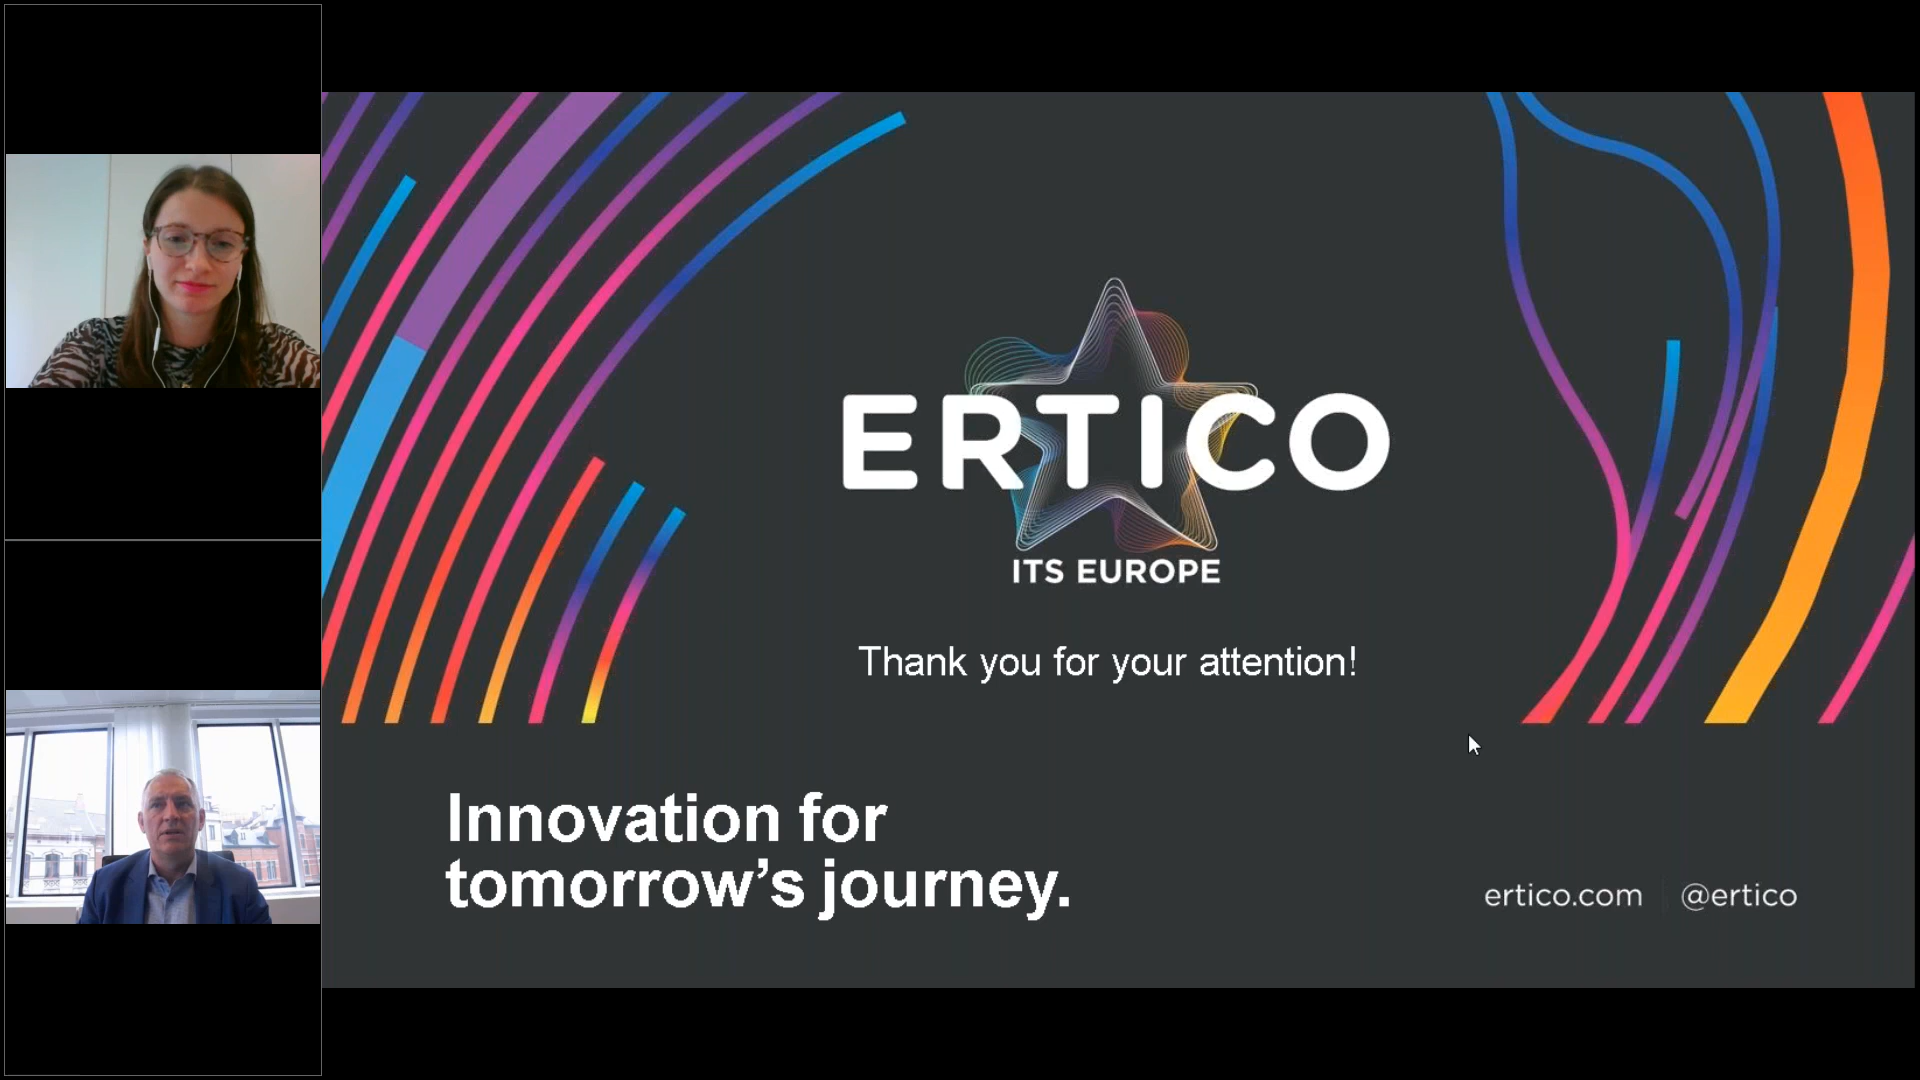 ERTICO
ITS EUROPE
Thank you for your attention!
Innovation for
tomorrow’s journey.
ertico.com | @ertico